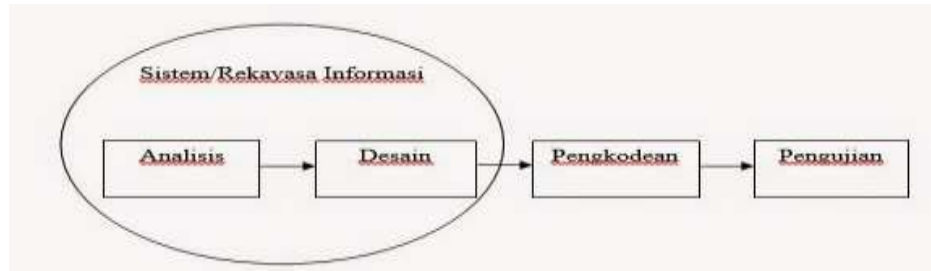 Sistem/Rekayasa Informasi
Analisis
Desain
Pengkodean
Pengujian